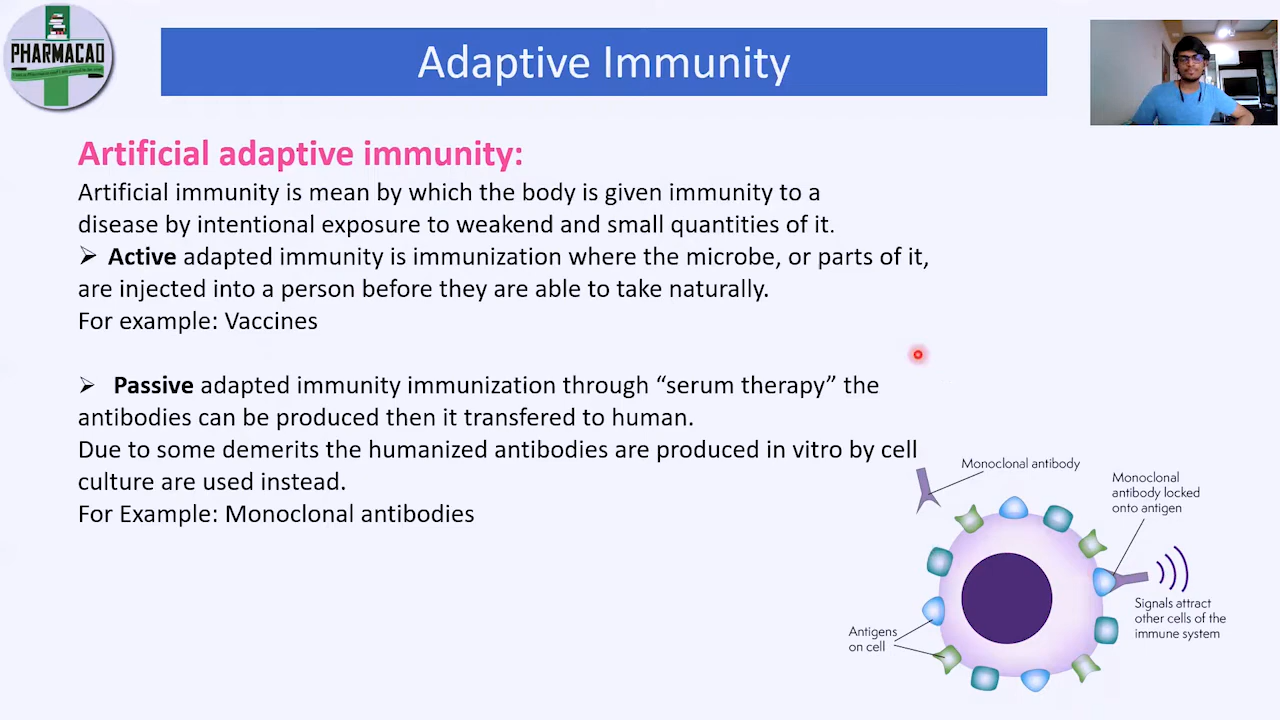 PHARMACAD
Adaptive Immunity
Artificial adaptive immunity:
Artificial immunity is mean by which the body is given immunity to a
disease by intentional exposure to weakend and small quantities of it.
➢ Active adapted immunity is immunization where the microbe, or parts of it,
are injected into a person before they are able to take naturally.
For example: Vaccines
➢ Passive adapted immunity immunization through “serum therapy” the
antibodies can be produced then it transfered to human.
Due to some demerits the humanized antibodies are produced in vitro by cell
culture are used instead.
For Example: Monoclonal antibodies
Monoclonal antibody
Monoclonal
antibody locked
onto antigen
Signals attract
other cells of the
immune system
Antigens
on cell